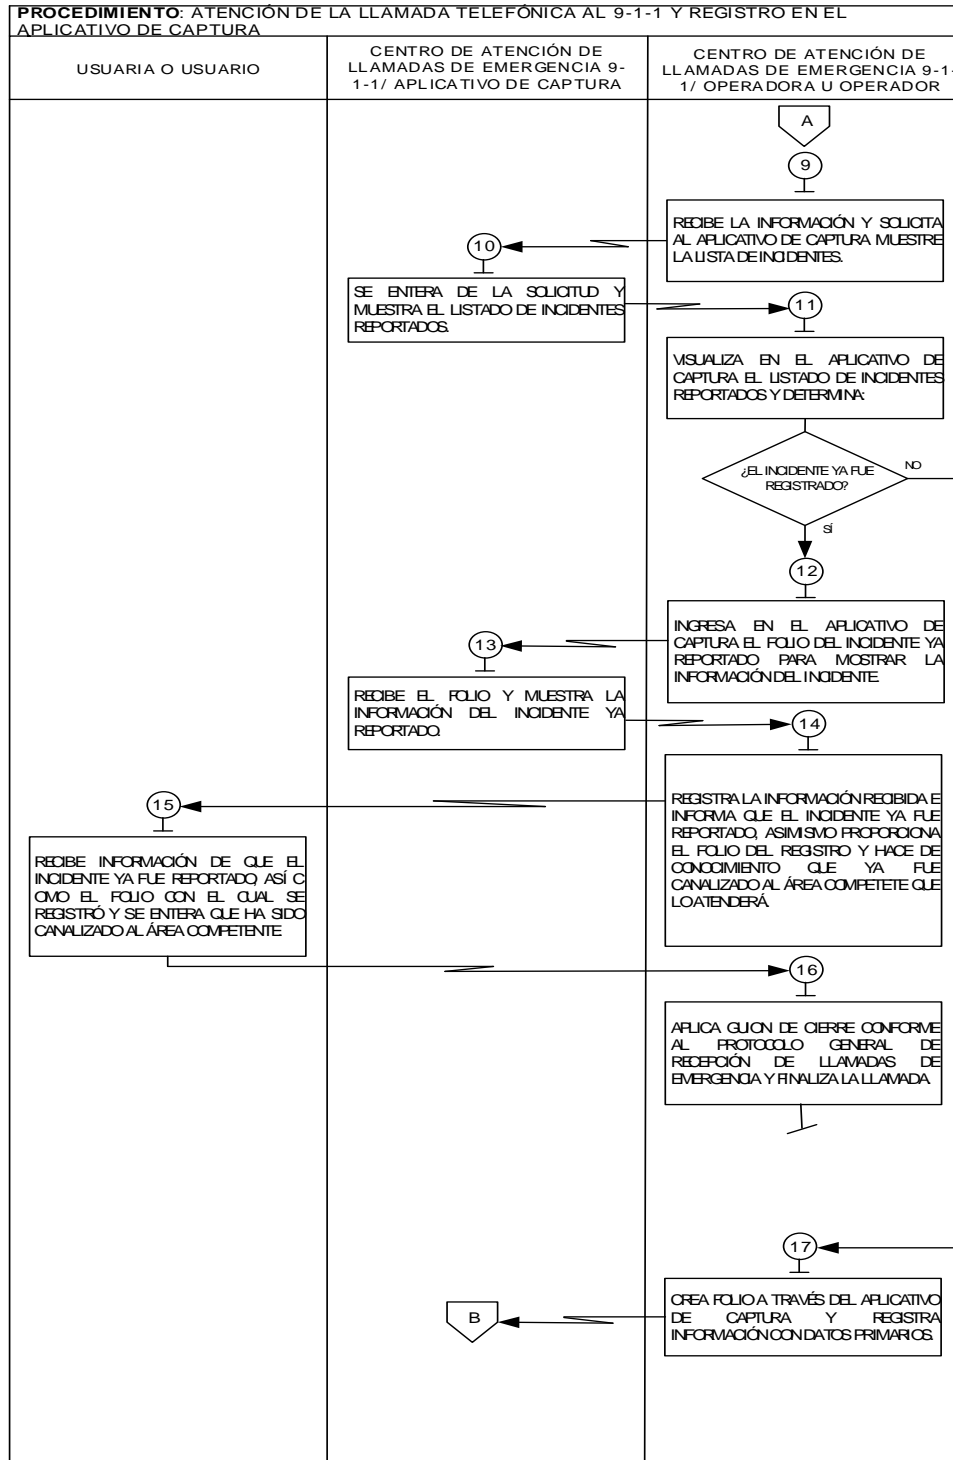 PROCEDIMIENTO: ATENCIÓN DE LA LLAMADA TELEFÓNICA AL 9-1-1 Y REGISTRO EN EL
APLICATIVO DE CAPTURA
USUARIA O USUARIO
CENTRO DE ATENCIÓN DE
LLAMADAS DE EMERGENCIA 9-
1-1/ APLICATIVO DE CAPTURA
CENTRO DE ATENCIÓN DE
LLAMADAS DE EMERGENCIA 9-1-
1/ OPERADORA U OPERADOR
A
9
RECIBE LA INFORMACIÓN Y SOLICITA
AL APLICATIVO DE CAPTURA MUESTRE
LA LISTA DE INCIDENTES.
10
SE ENTERA DE LA SOLICITUD Y
MUESTRA EL LISTADO DE INCIDENTES
REPORTADOS.
11
VISUALIZA EN EL APLICATIVO DE
CAPTURA EL LISTADO DE INCIDENTES
REPORTADOS Y DETERMINA:
¿EL INCIDENTE YA FUE
REGISTRADO?
NO
SÍ
12
INGRESA EN EL APLICATIVO DE
CAPTURA EL FOLIO DEL INCIDENTE YA
REPORTADO PARA MOSTRAR LA
INFORMACIÓN DEL INCIDENTE.
13
RECIBE EL FOLIO Y MUESTRA LA
INFORMACIÓN DEL INCIDENTE YA
REPORTADO.
14
REGISTRA LA INFORMACIÓN RECIBIDA E
INFORMA QUE EL INCIDENTE YA FUE
REPORTADO, ASIMISMO PROPORCIONA
EL FOLIO DEL REGISTRO Y HACE DE
CONOCIMIENTO QUE YA FUE
CANALIZADO AL ÁREA COMPETETE QUE
LO ATENDERÁ.
15
RECIBE INFORMACIÓN DE QUE EL
INCIDENTE YA FUE REPORTADO, ASÍ C
OMO EL FOLIO CON EL CUAL SE
REGISTRÓ Y SE ENTERA QUE HA SIDO
CANALIZADO AL ÁREA COMPETENTE
16
APLICA GUION DE CIERRE CONFORME
AL PROTOCOLO GENERAL DE
RECEPCIÓN DE LLAMADAS DE
EMERGENCIA Y FINALIZA LA LLAMADA.
17
CREA FOLIO A TRAVÉS DEL APLICATIVO
DE CAPTURA Y REGISTRA
INFORMACIÓN CON DATOS PRIMARIOS.
B